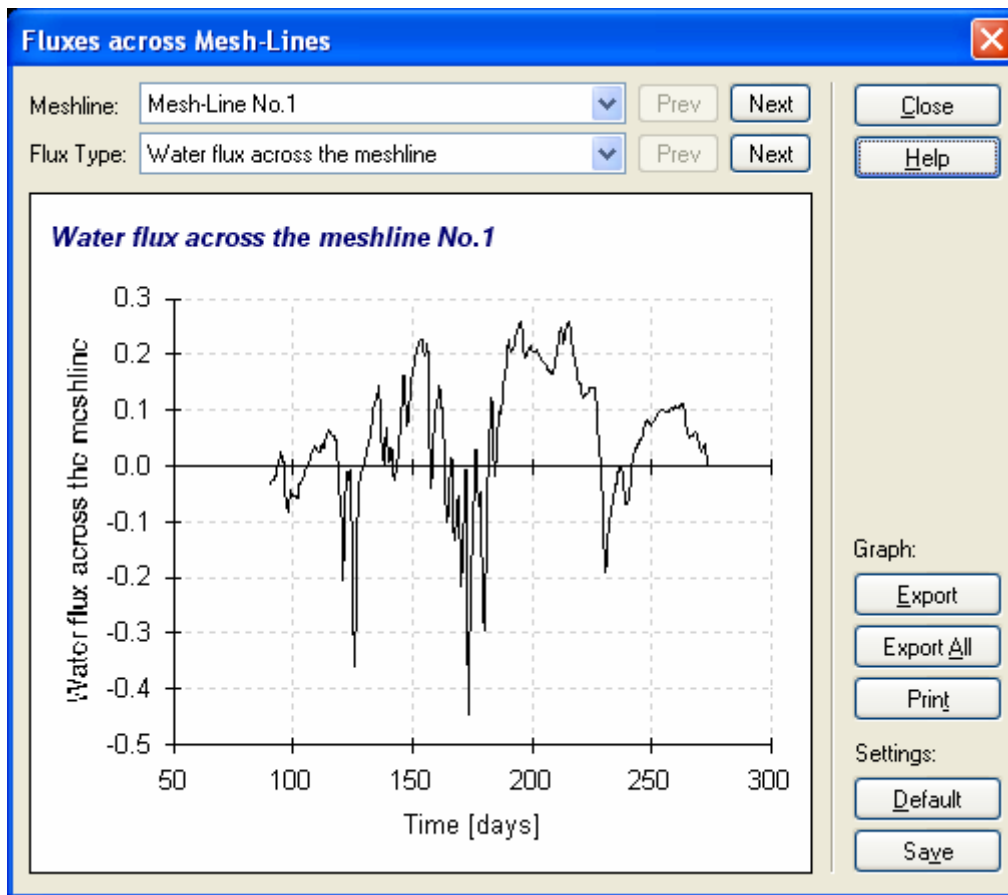 Fluxes across Mesh-Lines
Meshline: Mesh-Line No.1 Prev Next Close
Flux Type: Water flux across the meshline Prev Next Help
Water flux across the meshline No.1
Water flux across the meshline
0.3
0.2
0.1
0.0
-0.1
-0.2
-0.3
-0.4
-0.5
50 100 150 200 250 300
Time [days]
Graph:
Export
Export All
Print
Settings:
Default
Save